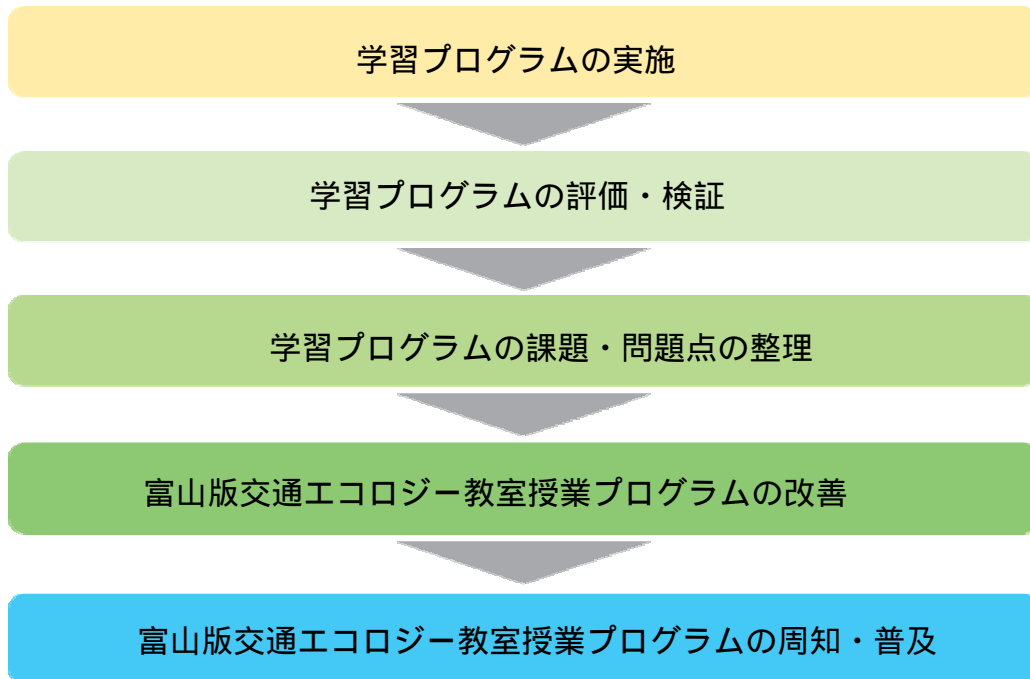 学習プログラムの実施
学習プログラムの評価・検証
学習プログラムの課題・問題点の整理
富山版交通エコロジー教室授業プログラムの改善
富山版交通エコロジー教室授業プログラムの周知・普及